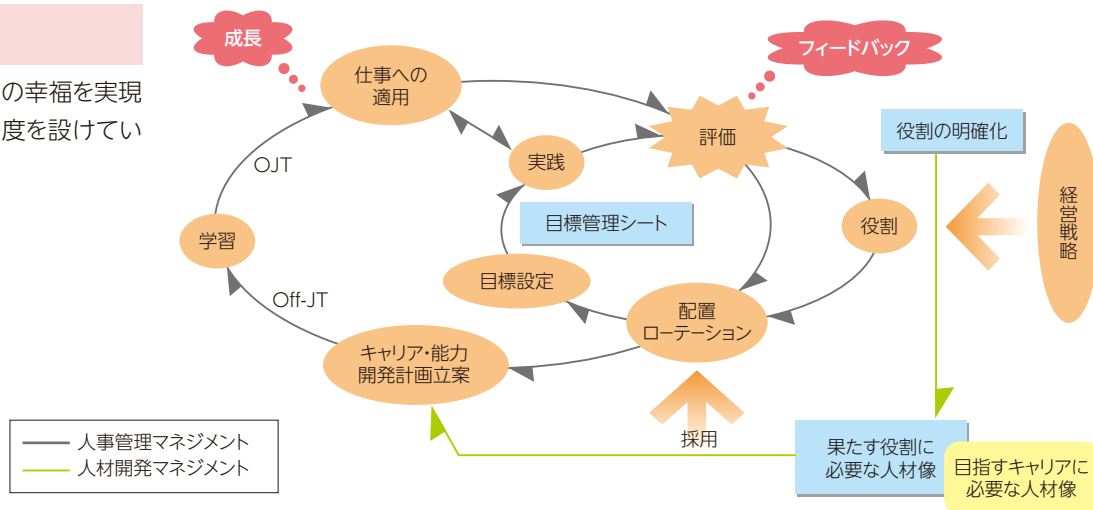 の幸福を実現
度を設けてい
成長
フィードバック
仕事への
適用
評価
役割の明確化
実践
OJT
経営戦略
目標管理シート
役割
学習
目標設定
Off-JT
配置
ローテーション
キャリア・能力
開発計画立案
採用
人事管理マネジメント
人材開発マネジメント
果たす役割に
必要な人材像
目指すキャリアに
必要な人材像